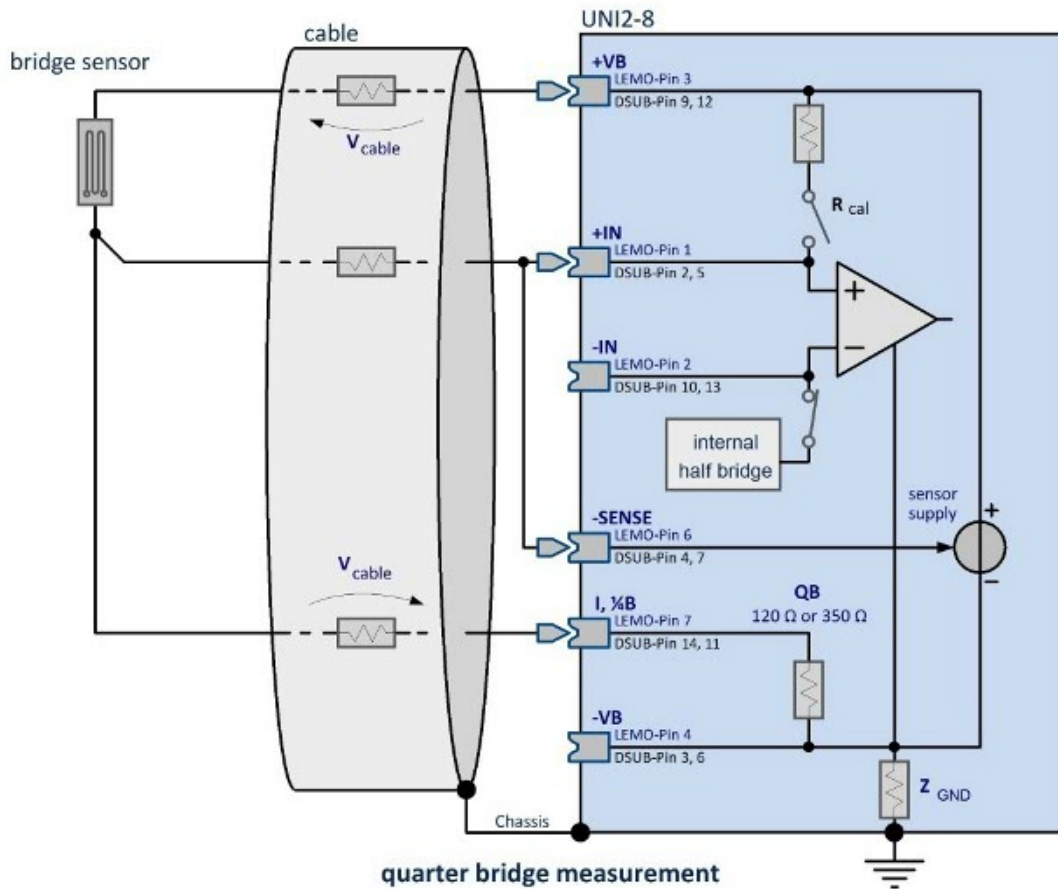 UNI2-8
cable
bridge sensor
+VB
LEMO-Pin 3
DSUB-Pin 9, 12
V cable
R cal
+IN
LEMO-Pin 1
DSUB-Pin 2, 5
+
-IN
LEMO-Pin 2
DSUB-Pin 10, 13
−
internal
half bridge
-SENSE
LEMO-Pin 6
DSUB-Pin 4, 7
sensor
supply
+
−
V cable
I, ¼B
LEMO-Pin 7
DSUB-Pin 14, 11
QB
120 Ω or 350 Ω
-VB
LEMO-Pin 4
DSUB-Pin 3, 6
Z GND
Chassis
quarter bridge measurement